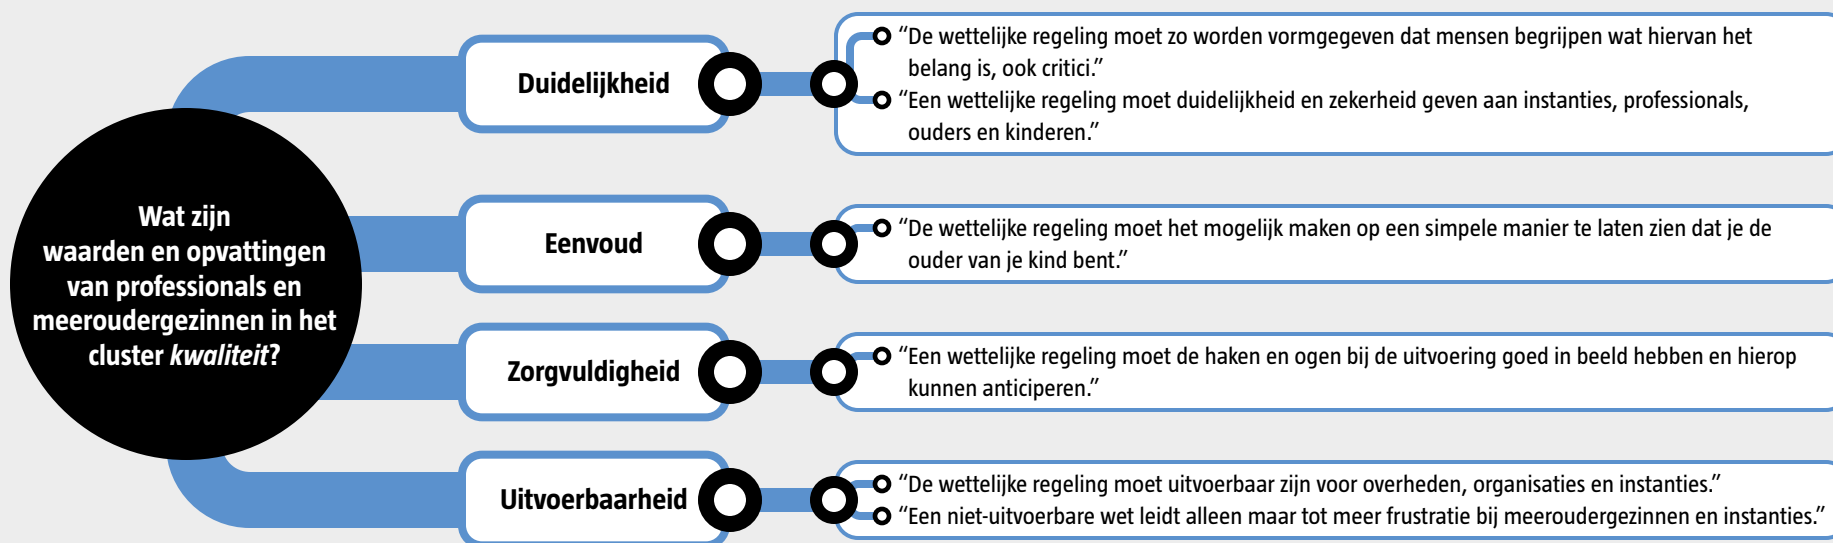 Wat zijn
waarden en opvattingen
van professionals en
meeroudergezinnen in het
cluster kwaliteit?
Duidelijkheid
“De wettelijke regeling moet zo worden vormgegeven dat mensen begrijpen wat hiervan het
belang is, ook critici.”
“Een wettelijke regeling moet duidelijkheid en zekerheid geven aan instanties, professionals,
ouders en kinderen.”
Eenvoud
“De wettelijke regeling moet het mogelijk maken op een simpele manier te laten zien dat je de
ouder van je kind bent.”
Zorgvuldigheid
“Een wettelijke regeling moet de haken en ogen bij de uitvoering goed in beeld hebben en hierop
kunnen anticiperen.”
Uitvoerbaarheid
“De wettelijke regeling moet uitvoerbaar zijn voor overheden, organisaties en instanties.”
“Een niet-uitvoerbare wet leidt alleen maar tot meer frustratie bij meeroudergezinnen en instanties.”